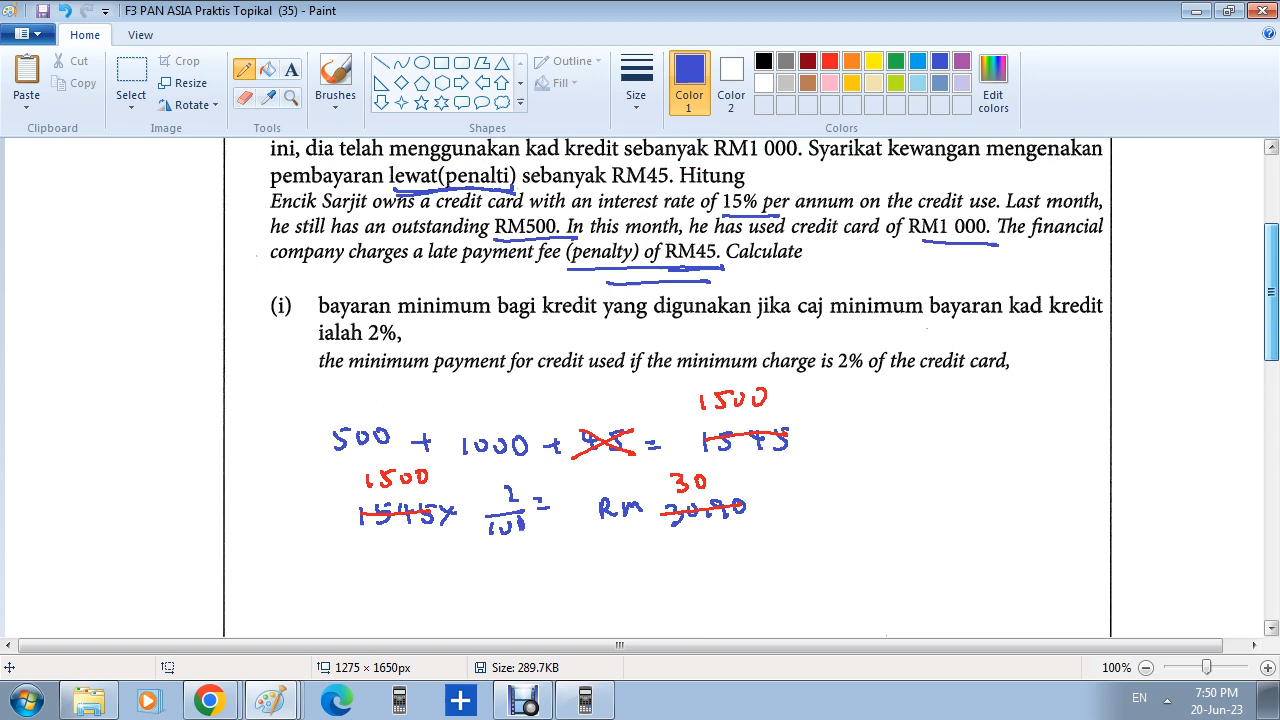 F3 PAN ASIA Praktis Topikal (35) - Paint
Home View
Paste Cut Copy Clipboard
Select Crop Resize Rotate Image
Tools
Brushes
Shapes Outline Fill
Size
Color 1 Color 2 Edit colors Colors
ini, dia telah menggunakan kad kredit sebanyak RM1 000. Syarikat kewangan mengenakan
pembayaran lewat(penalti) sebanyak RM45. Hitung
Encik Sarjit owns a credit card with an interest rate of 15% per annum on the credit use. Last month,
he still has an outstanding RM500. In this month, he has used credit card of RM1 000. The financial
company charges a late payment fee (penalty) of RM45. Calculate
(i) bayaran minimum bagi kredit yang digunakan jika caj minimum bayaran kad kredit
ialah 2%,
the minimum payment for credit used if the minimum charge is 2% of the credit card,
1500
500 + 1000 + 45 = 1545
1500 30
1545 x 2/100 = RM 30.90
1275 × 1650px Size: 289.7KB 100%
EN 7:50 PM
20-Jun-23